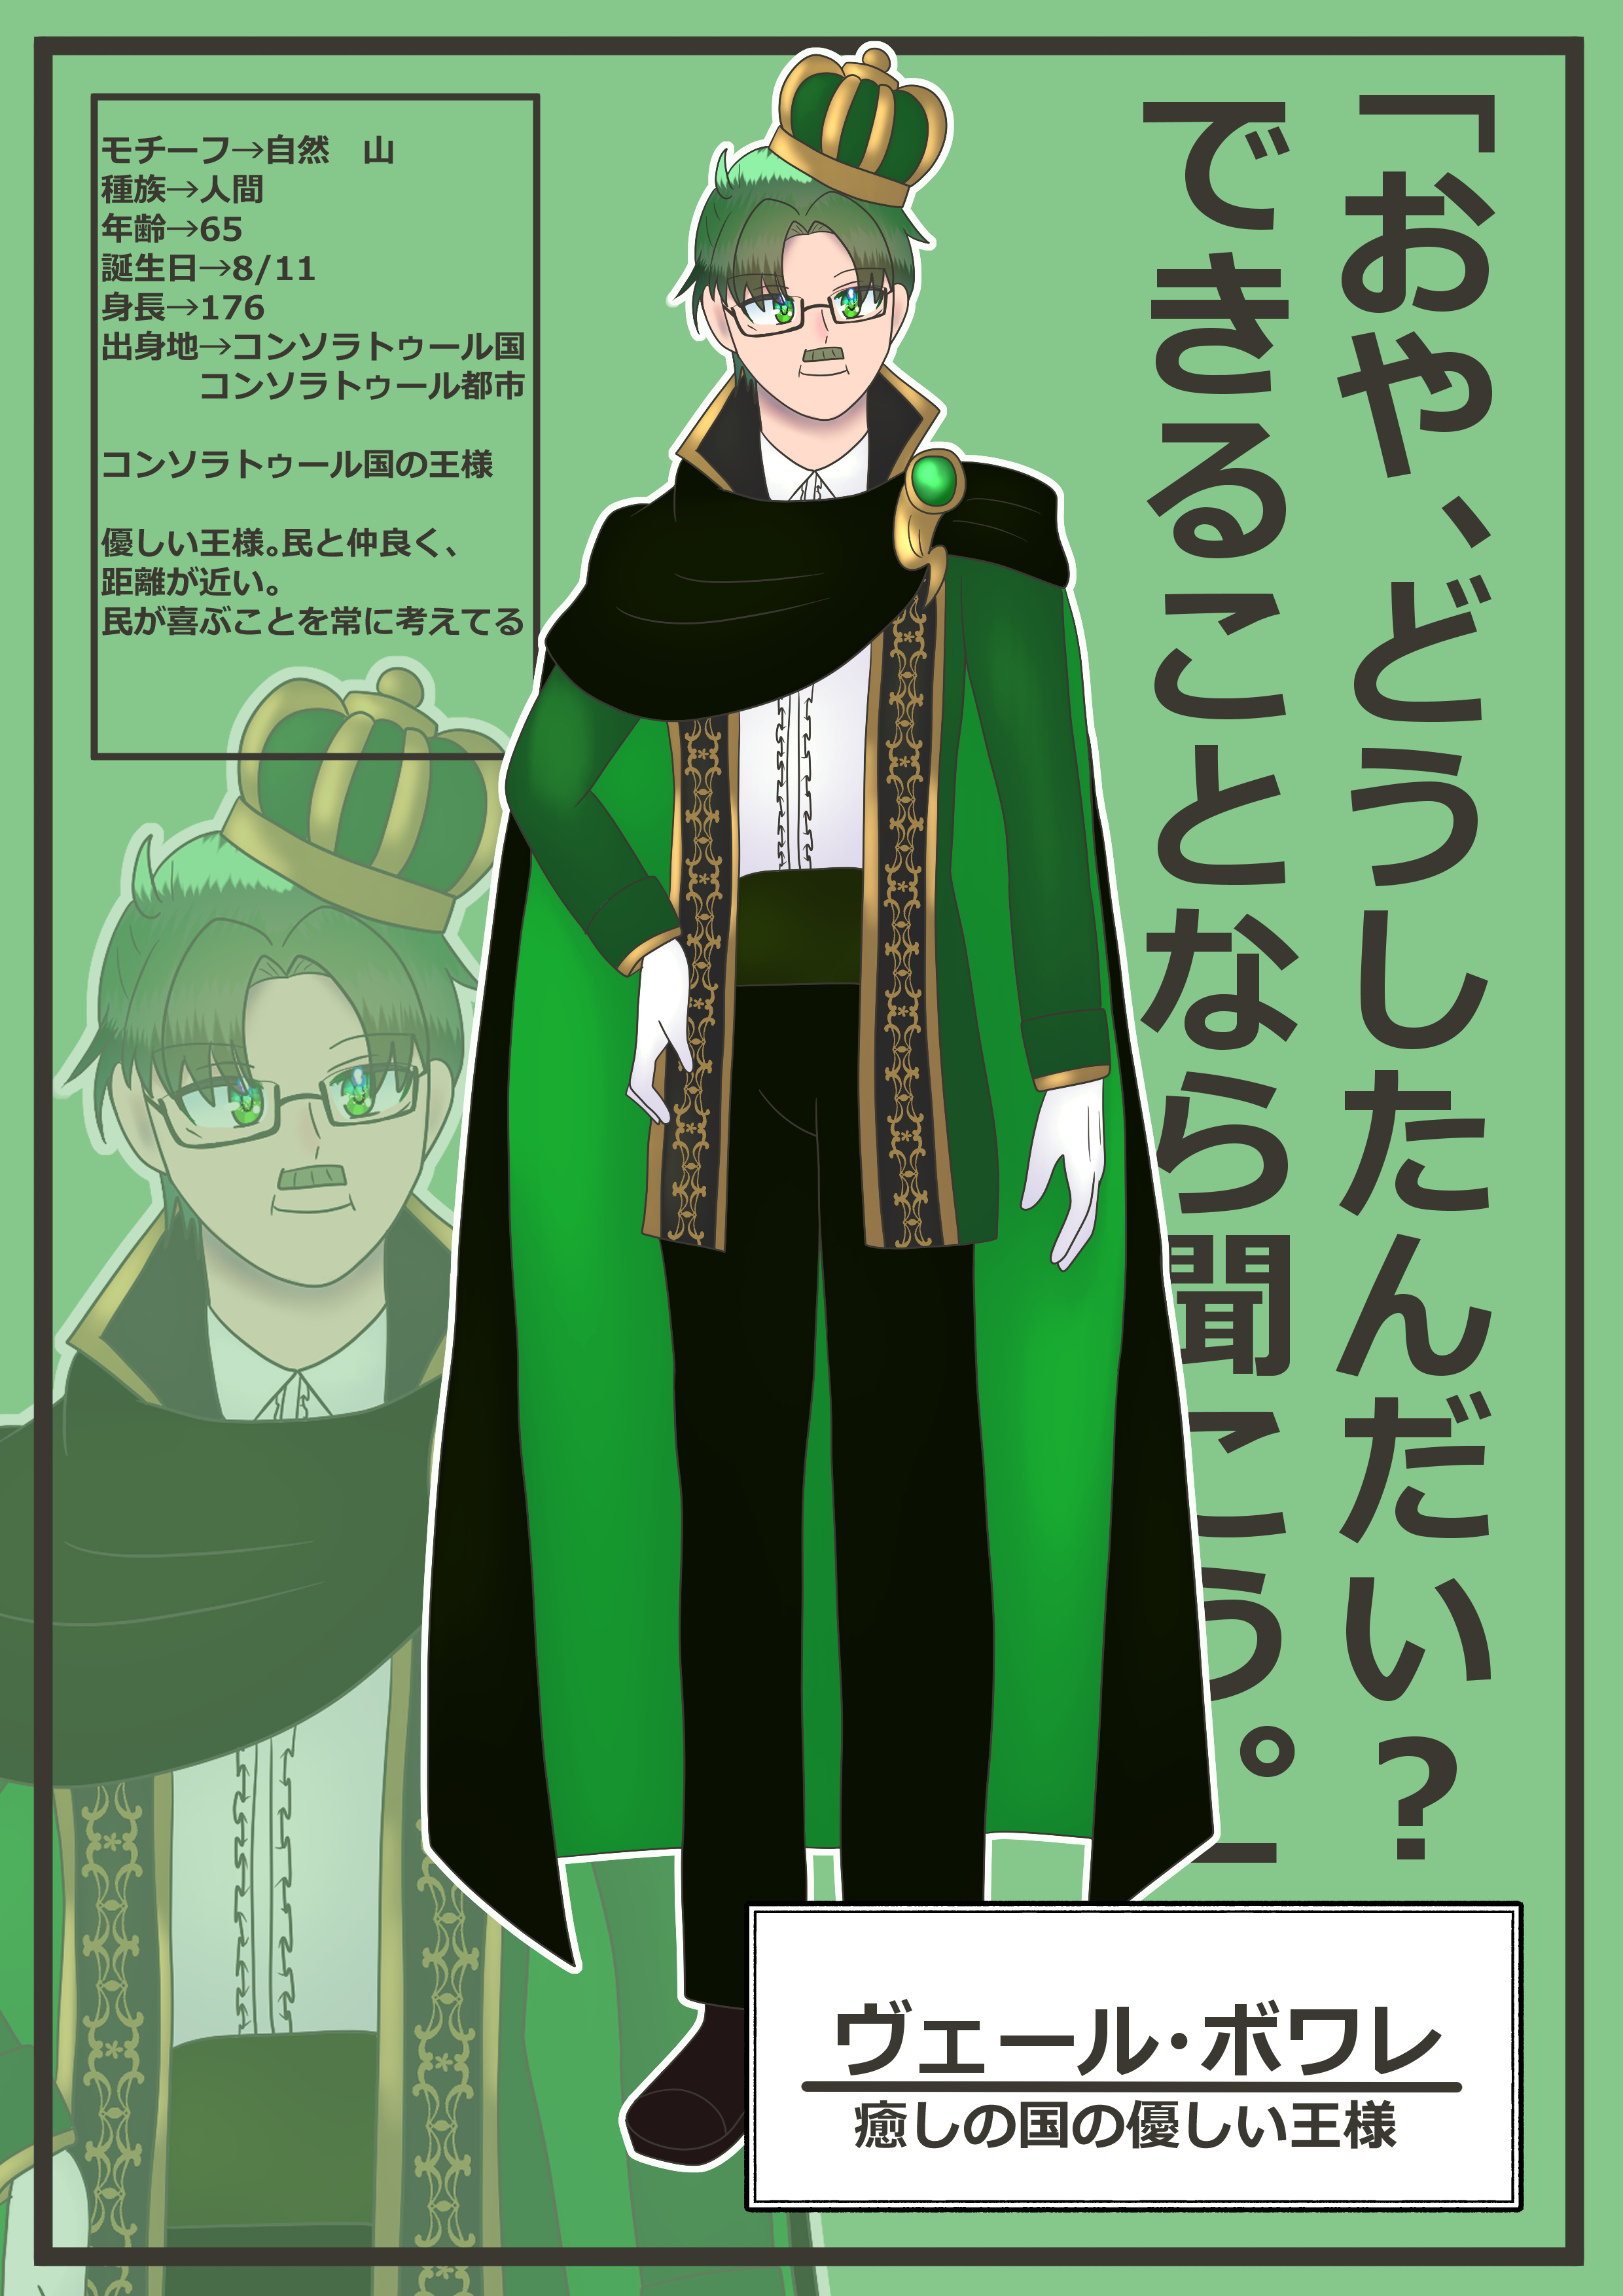 モチーフ→自然　山
種族→人間
年齢→65
誕生日→8/11
身長→176
出身地→コンソラトゥール国
コンソラトゥール都市
コンソラトゥール国の王様
優しい王様。民と仲良く、
距離が近い。
民が喜ぶことを常に考えてる
「おや、どうしたんだい?
できることなら聞こう。」
ヴェール・ボワレ
癒しの国の優しい王様